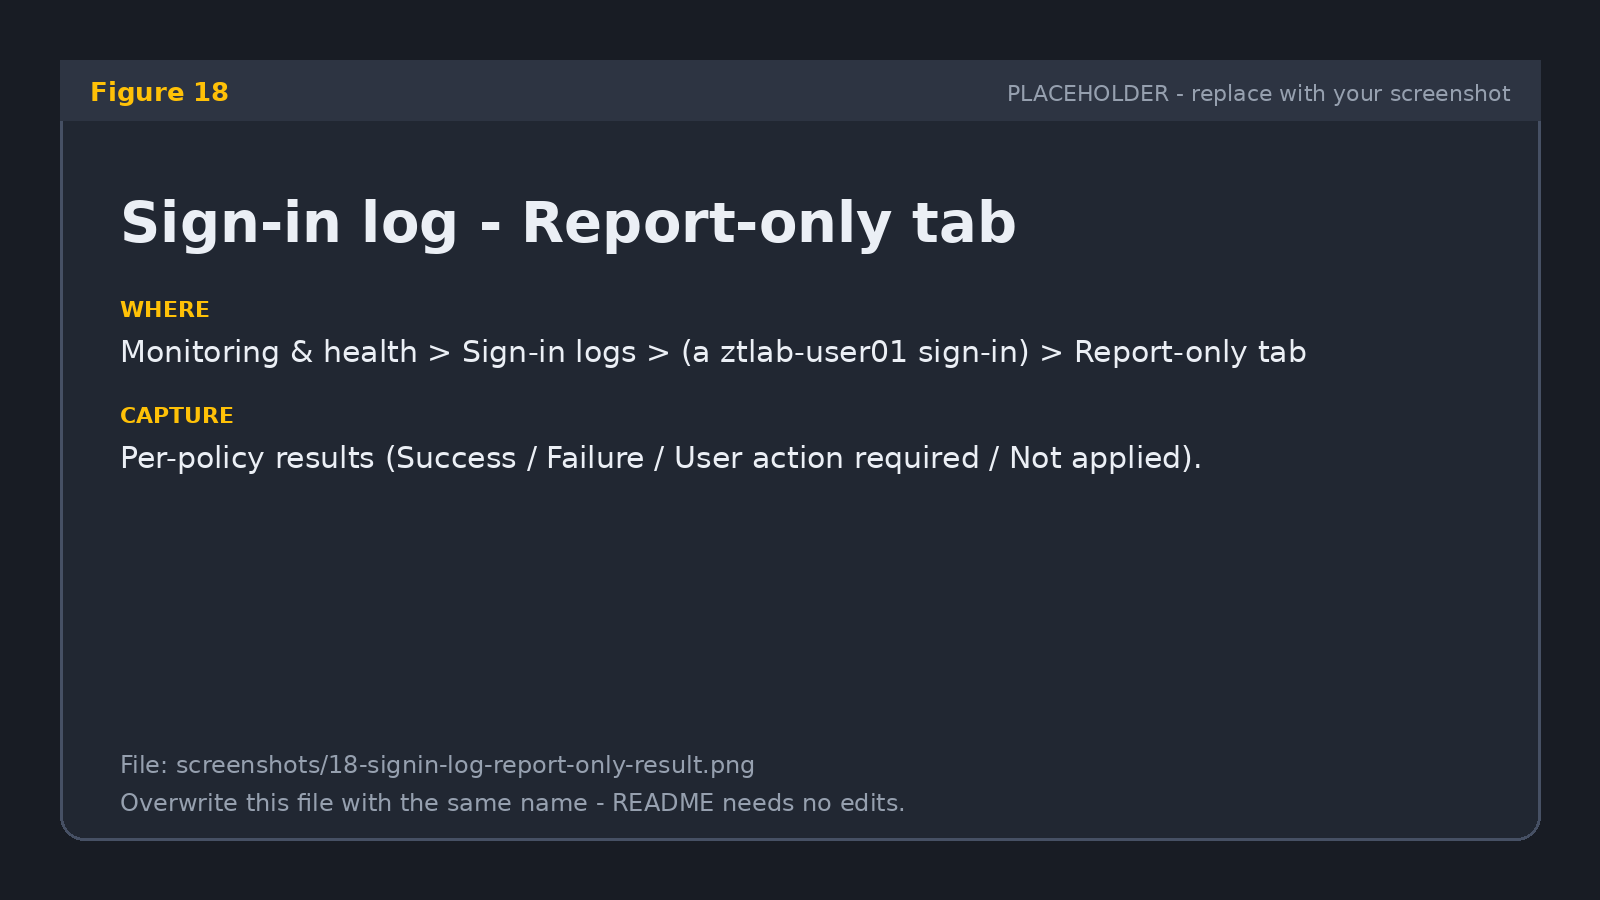 Figure 18
PLACEHOLDER - replace with your screenshot
Sign-in log - Report-only tab
WHERE
Monitoring & health > Sign-in logs > (a ztlab-user01 sign-in) > Report-only tab
CAPTURE
Per-policy results (Success / Failure / User action required / Not applied).
File: screenshots/18-signin-log-report-only-result.png
Overwrite this file with the same name - README needs no edits.